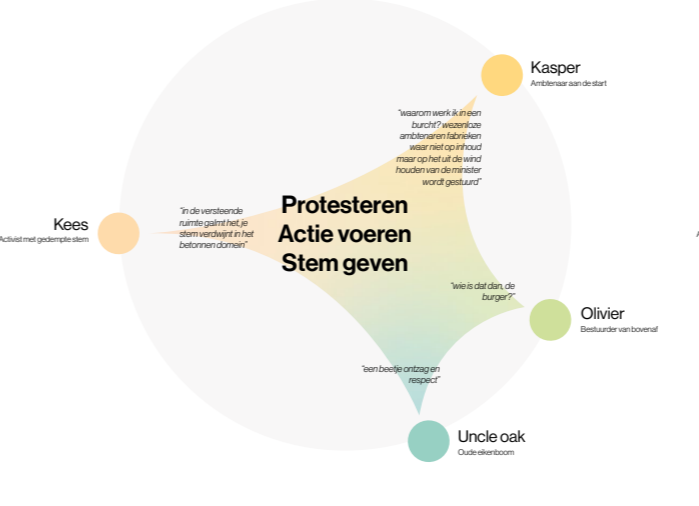 Kasper
Ambtenaar aan de start
"waarom werk ik in een
burcht? wezenloze
ambtenaren fabrieken
waar niet op inhoud
maar op het uit de wind
houden van de minister
wordt gestuurd"
Kees
Activist met gedempte stem
"in de versteende
ruimte galmt het, je
stem verdwijnt in het
betonnen domein"
Protesteren
Actie voeren
Stem geven
"wie is dat dan, de
burger?"
Olivier
Bestuurder van bovenaf
"een beetje ontzag en
respect"
Uncle oak
Oude eikenboom